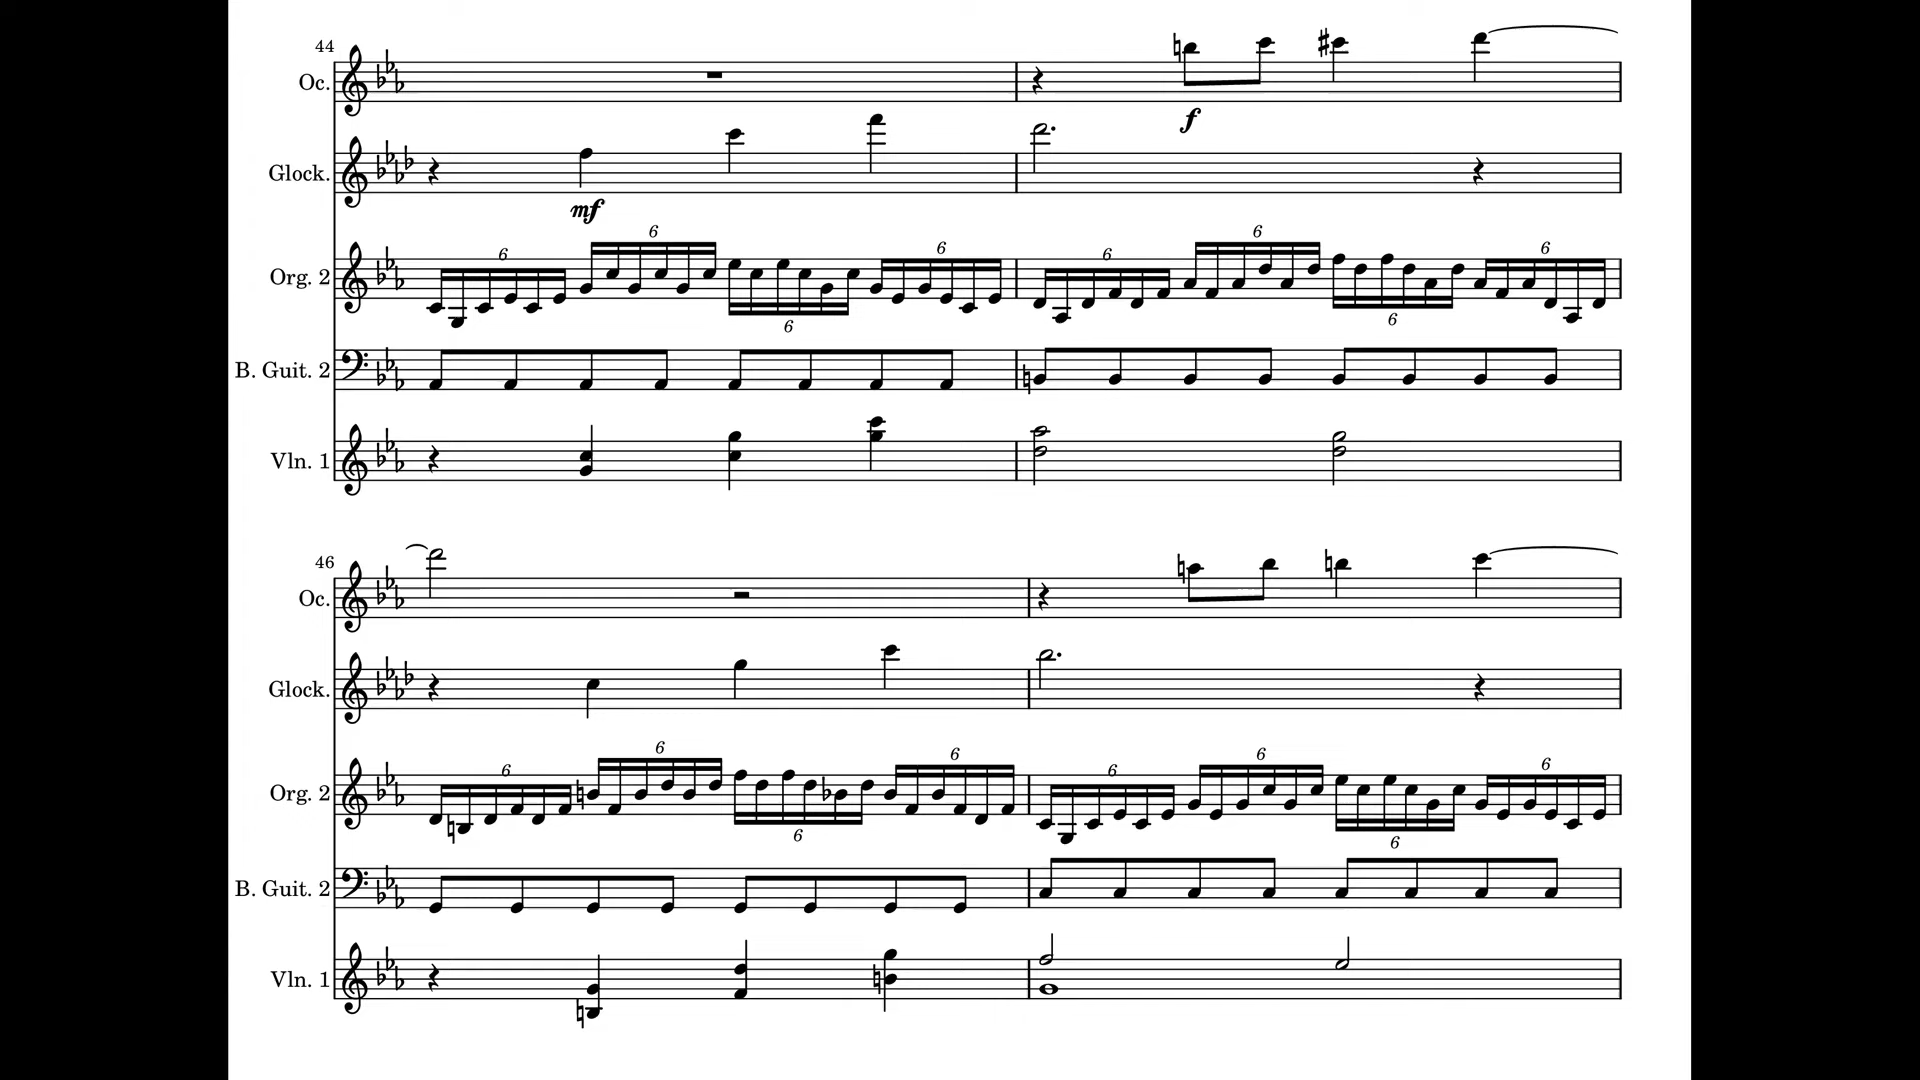 44
Oc.
f
Glock.
mf
6 6 6 6 6 6 6 6
Org. 2
B. Guit. 2
Vln. 1
46
Oc.
Glock.
6 6 6 6 6 6 6 6
Org. 2
B. Guit. 2
Vln. 1